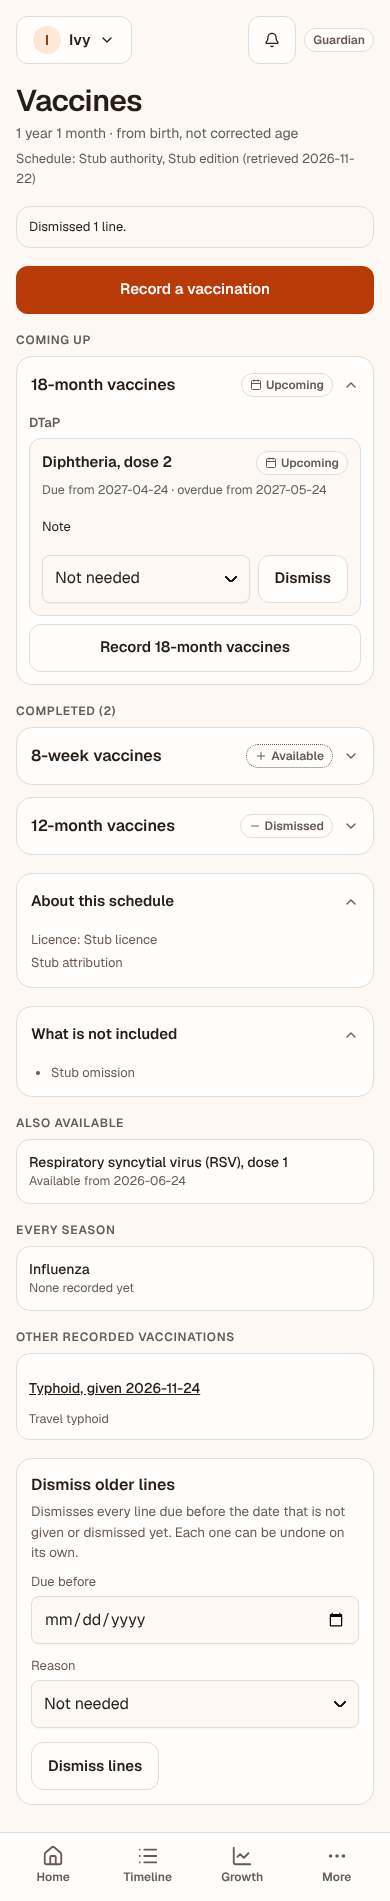 I Ivy
Guardian
Vaccines
1 year 1 month · from birth, not corrected age
Schedule: Stub authority, Stub edition (retrieved 2026-11-
22)
Dismissed 1 line.
Record a vaccination
COMING UP
18-month vaccines
Upcoming
DTaP
Diphtheria, dose 2
Upcoming
Due from 2027-04-24 · overdue from 2027-05-24
Note
Not needed
Dismiss
Record 18-month vaccines
COMPLETED (2)
8-week vaccines
Available
12-month vaccines
Dismissed
About this schedule
Licence: Stub licence
Stub attribution
What is not included
• Stub omission
ALSO AVAILABLE
Respiratory syncytial virus (RSV), dose 1
Available from 2026-06-24
EVERY SEASON
Influenza
None recorded yet
OTHER RECORDED VACCINATIONS
Typhoid, given 2026-11-24
Travel typhoid
Dismiss older lines
Dismisses every line due before the date that is not
given or dismissed yet. Each one can be undone on
its own.
Due before
mm/dd/yyyy
Reason
Not needed
Dismiss lines
Home
Timeline
Growth
More